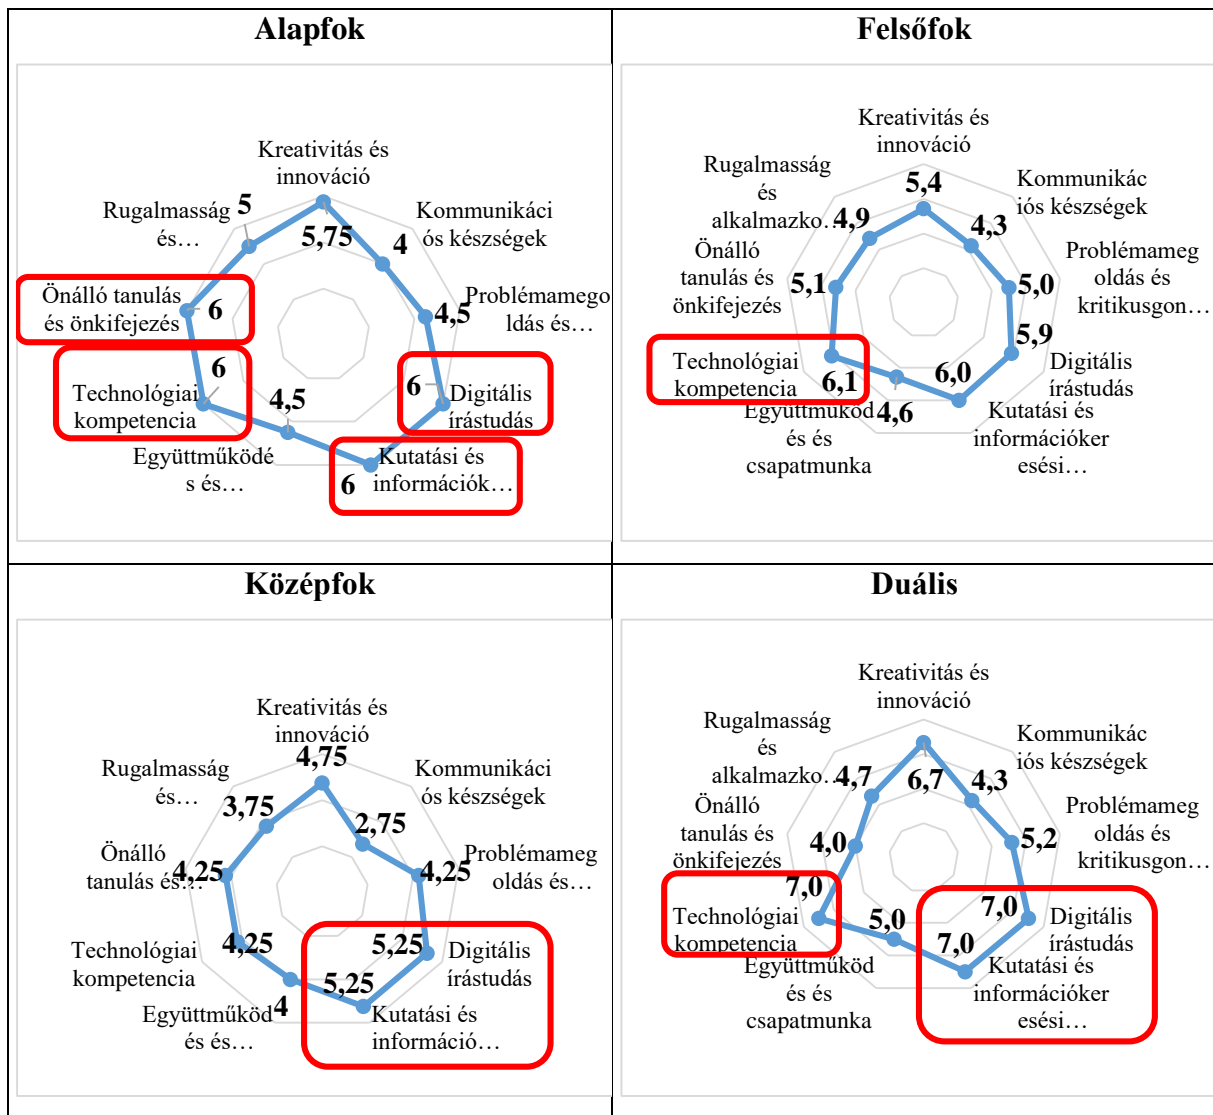 Alapfok
Kreativitás és
innováció
5,75
Kommunikáci
ós készségek
4
Problémamego
ldás és…
4,5
Digitális
írástudás
6
Kutatási és
információk…
6
Együttműködé
s és…
4,5
Technológiai
kompetencia
6
Önálló tanulás
és önkifejezés
6
Rugalmasság
és…
5
Felsőfok
Kreativitás és
innováció
5,4
Kommunikác
iós készségek
4,3
Problémameg
oldás és
kritikusgon…
5,0
Digitális
írástudás
5,9
Kutatási és
információker
esési…
6,0
Együttműköd
és és
csapatmunka
4,6
Technológiai
kompetencia
6,1
Önálló
tanulás és
önkifejezés
5,1
Rugalmasság
és
alkalmazko…
4,9
Középfok
Kreativitás és
innováció
4,75
Kommunikáci
ós készségek
2,75
Problémameg
oldás és…
4,25
Digitális
írástudás
5,25
Kutatási és
információ…
5,25
Együttműköd
és és…
4
Technológiai
kompetencia
4,25
Önálló
tanulás és…
4,25
Rugalmasság
és…
3,75
Duális
Kreativitás és
innováció
6,7
Kommunikác
iós készségek
4,3
Problémameg
oldás és
kritikusgon…
5,2
Digitális
írástudás
7,0
Kutatási és
információker
esési…
7,0
Együttműköd
és és
csapatmunka
5,0
Technológiai
kompetencia
7,0
Önálló
tanulás és
önkifejezés
4,0
Rugalmasság
és
alkalmazko…
4,7